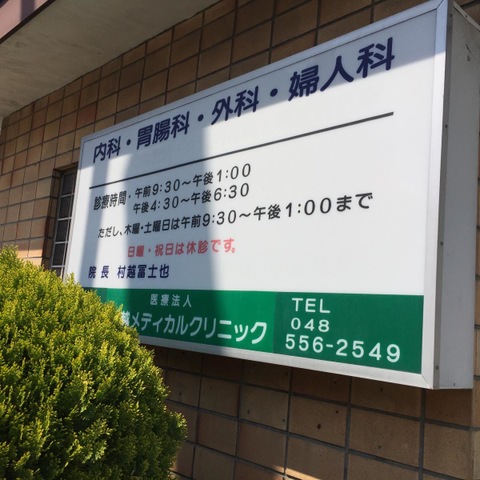 内科・胃腸科・外科・婦人科
診療時間・午前9:30～午後1:00
午後4:30～午後6:30
ただし、木曜・土曜日は午前9:30～午後1:00まで
日曜・祝日は休診です。
院長 村越冨士也
医療法人
メディカルクリニック
TEL
048
556-2549